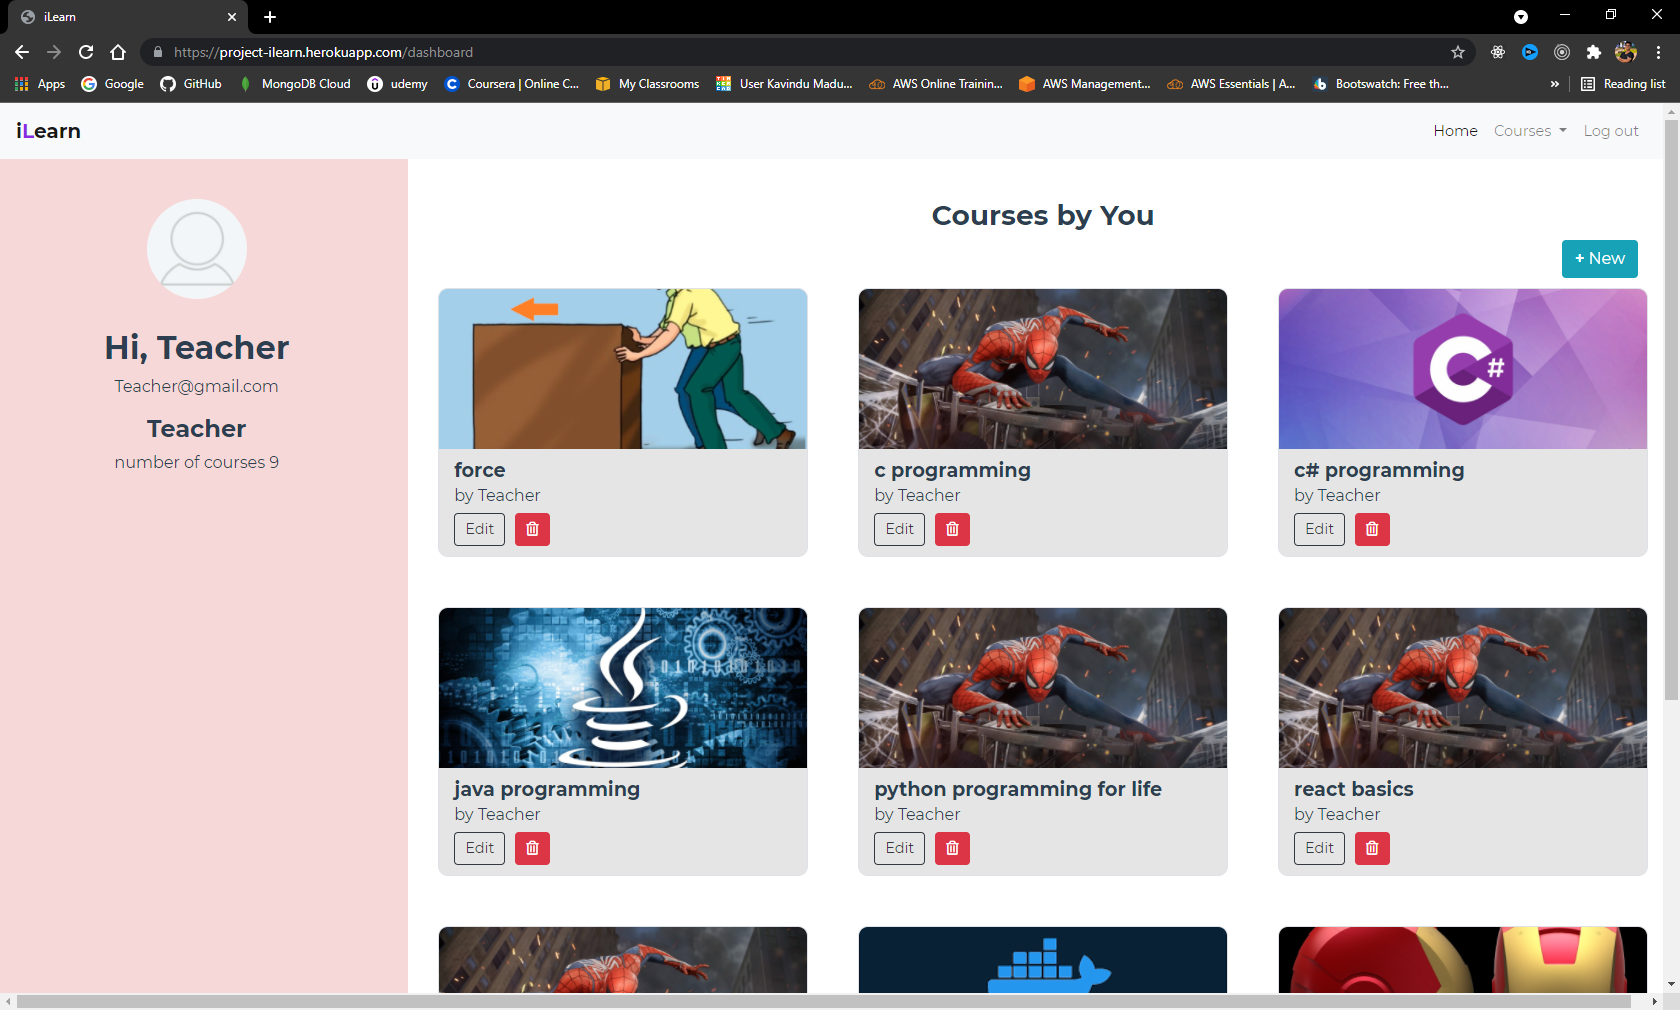 iLearn
https://project-ilearn.herokuapp.com/dashboard
Apps Google GitHub MongoDB Cloud udemy Coursera | Online C... My Classrooms User Kavindu Madu... AWS Online Trainin... AWS Management... AWS Essentials | A... Bootswatch: Free th... » Reading list
iLearn Home Courses Log out
Courses by You
+ New
Hi, Teacher
Teacher@gmail.com
Teacher
number of courses 9
C#
force
by Teacher
Edit
c programming
by Teacher
Edit
c# programming
by Teacher
Edit
java programming
by Teacher
Edit
python programming for life
by Teacher
Edit
react basics
by Teacher
Edit